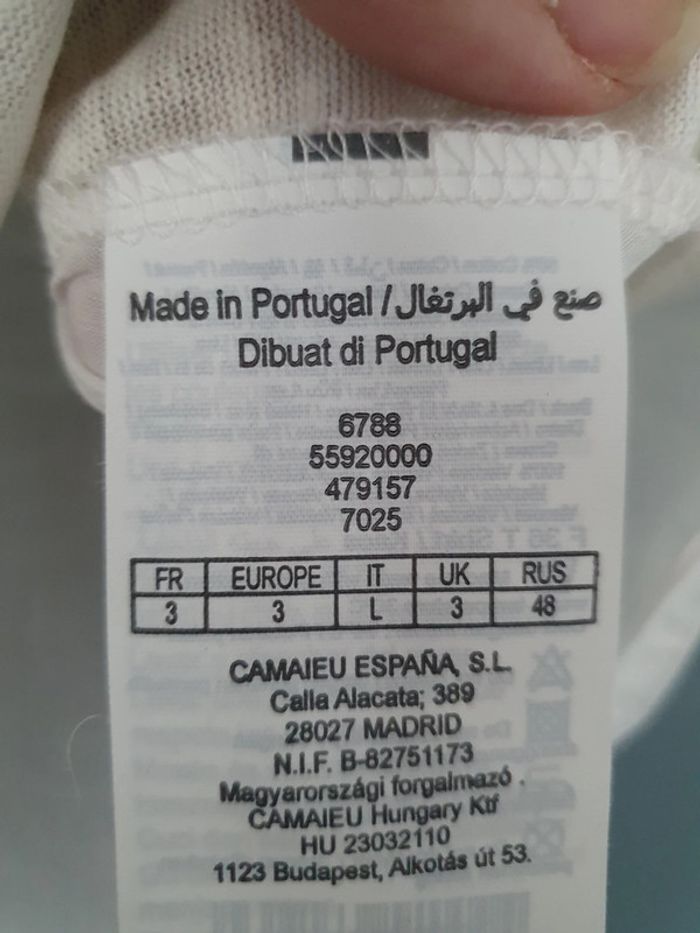 Made in Portugal / صنع في البرتغال
Dibuat di Portugal
6788
55920000
479157
7025
FR EUROPE IT UK RUS
3 3 L 3 48
CAMAIEU ESPAÑA, S.L.
Calla Alacata; 389
28027 MADRID
N.I.F. B-82751173
Magyarországi forgalmazó .
CAMAIEU Hungary Ktf
HU 23032110
1123 Budapest, Alkotás út 53.